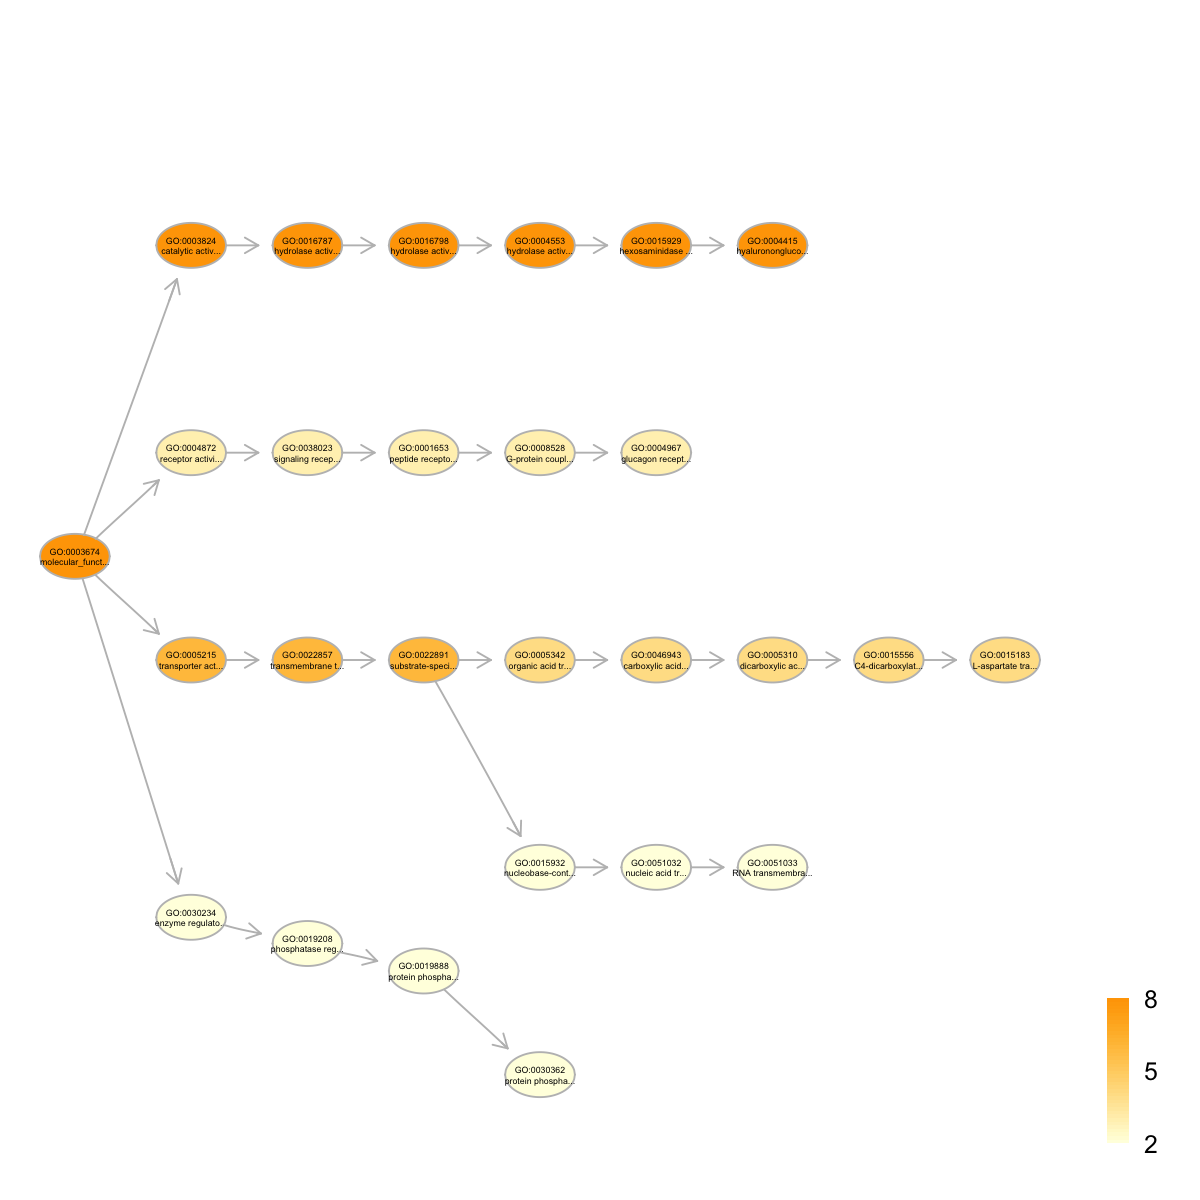 GO:0003824
catalytic activ...
GO:0016787
hydrolase activ...
GO:0016798
hydrolase activ...
GO:0004553
hydrolase activ...
GO:0015929
hexosaminidase ...
GO:0004415
hyaluronongluco...
GO:0004872
receptor activi...
GO:0038023
signaling recep...
GO:0001653
peptide recepto...
GO:0008528
G-protein coupl...
GO:0004967
glucagon recept...
GO:0003674
molecular_funct...
GO:0005215
transporter act...
GO:0022857
transmembrane t...
GO:0022891
substrate-speci...
GO:0005342
organic acid tr...
GO:0046943
carboxylic acid...
GO:0005310
dicarboxylic ac...
GO:0015556
C4-dicarboxylat...
GO:0015183
L-aspartate tra...
GO:0015932
nucleobase-cont...
GO:0051032
nucleic acid tr...
GO:0051033
RNA transmembra...
GO:0030234
enzyme regulato...
GO:0019208
phosphatase reg...
GO:0019888
protein phospha...
GO:0030362
protein phospha...
8
5
2